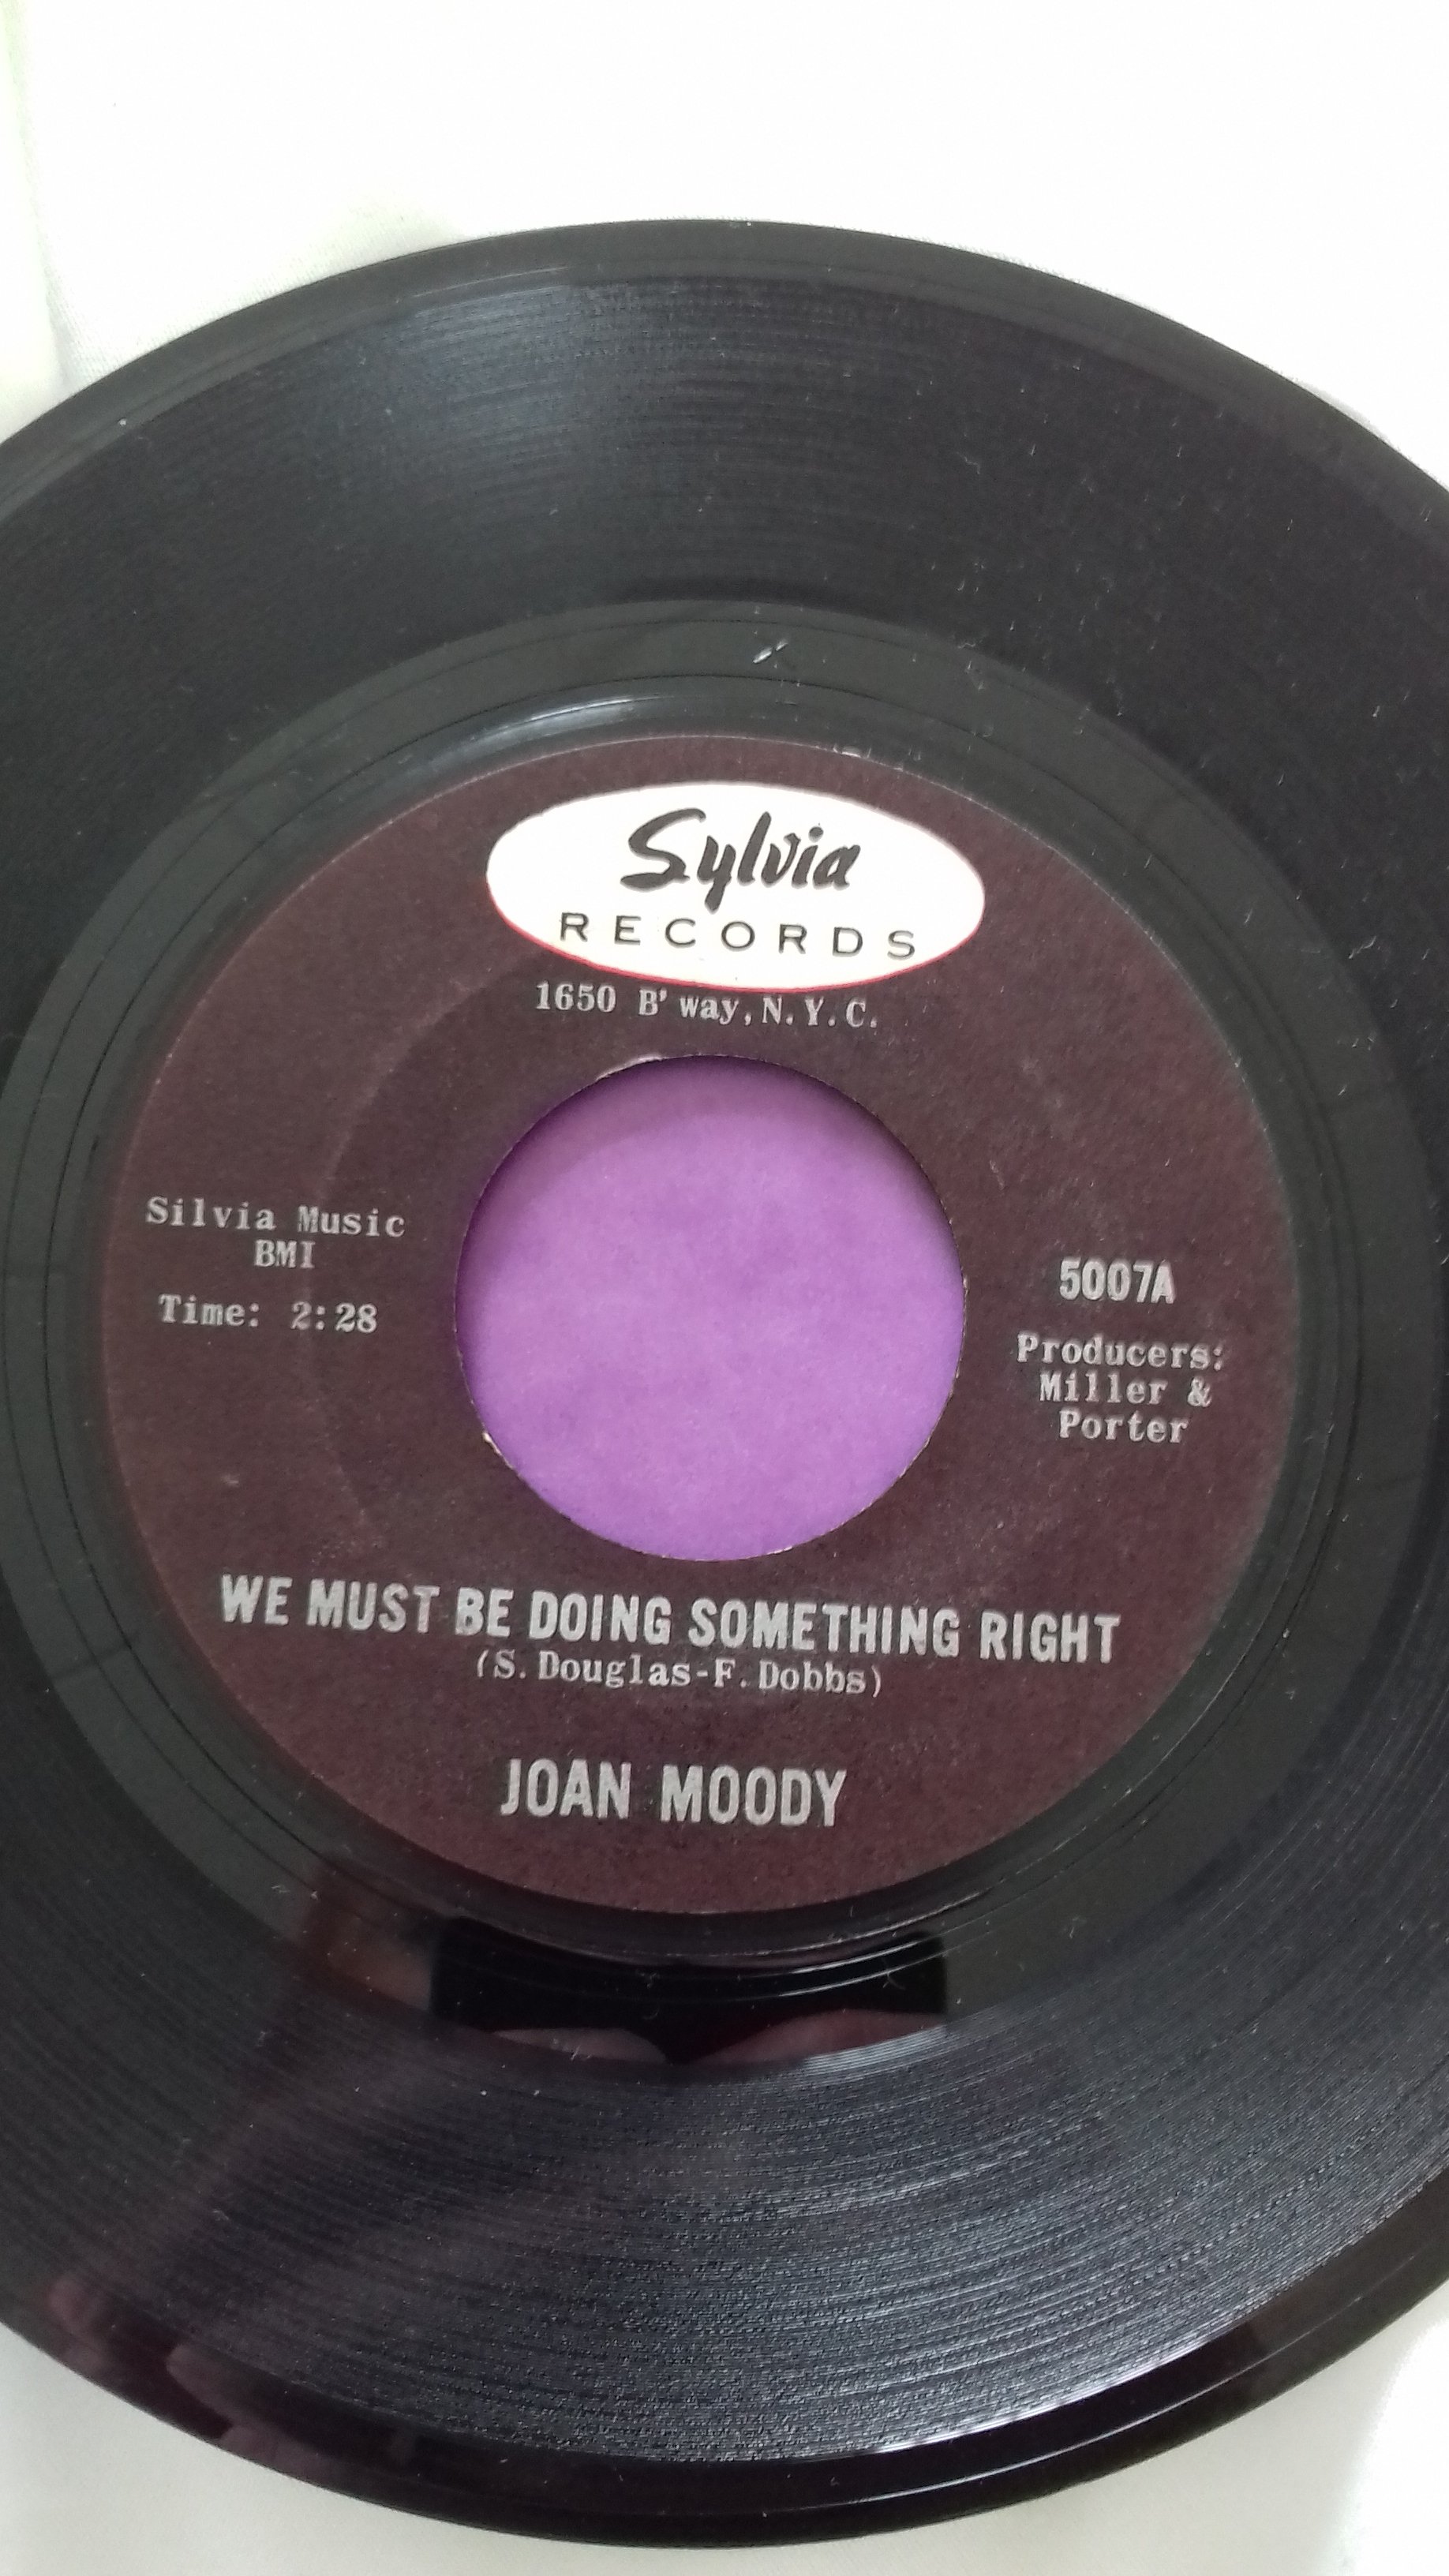 Sylvia
RECORDS
1650 B'way, N.Y.C.
Silvia Music
BMI
Time: 2:28
5007A
Producers:
Miller &
Porter
WE MUST BE DOING SOMETHING RIGHT
(S. Douglas-F. Dobbs)
JOAN MOODY